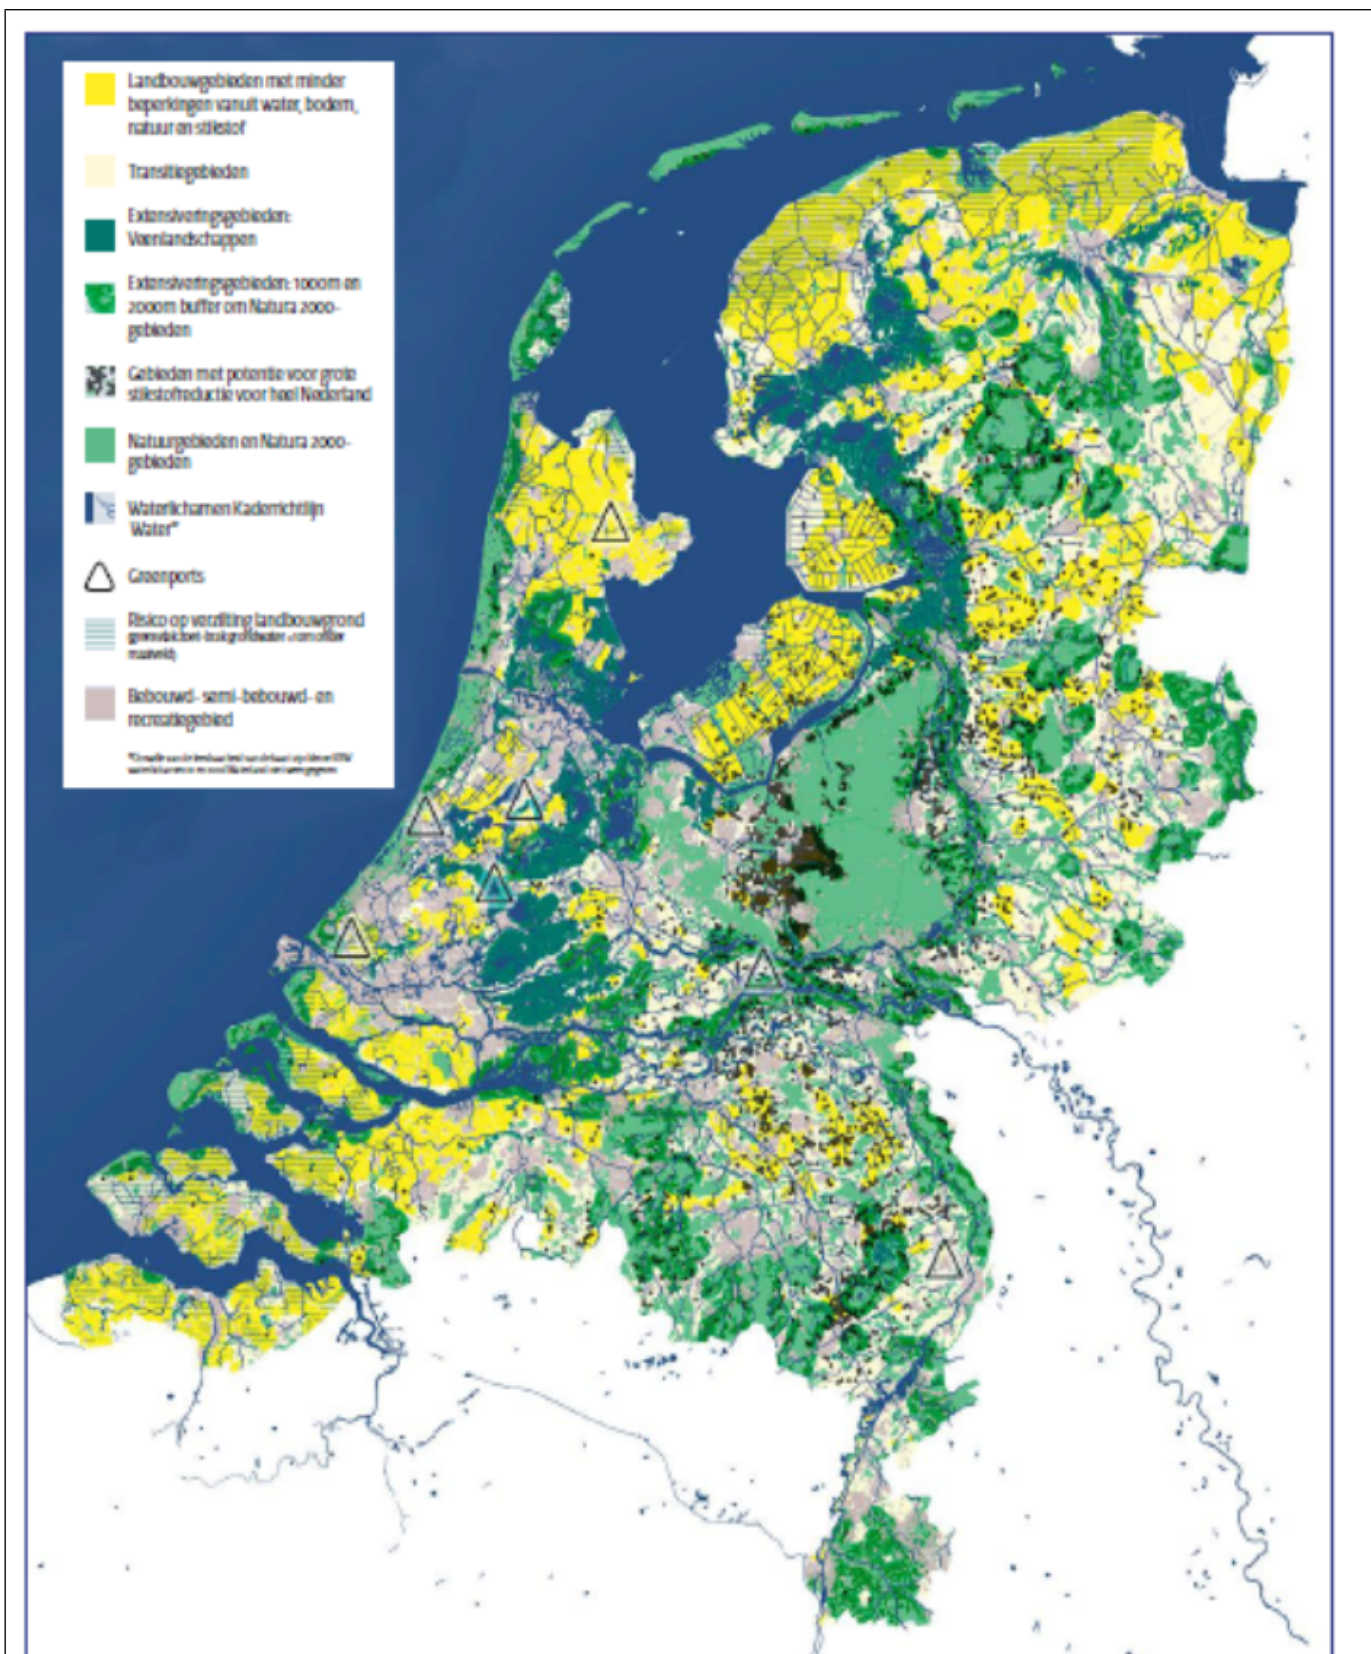 Landbouwgebieden met minder
beperkingen vanuit water, bodem,
natuur en stikstof
Transitiegebieden
Extensiveringsgebieden:
Veenlandschappen
Extensiveringsgebieden: 1000m en
2000m buffer om Natura 2000-
gebieden
Gebieden met potentie voor grote
stikstofreductie voor heel Nederland
Natuurgebieden en Natura 2000-
gebieden
Waterlichamen Kaderrichtlijn
Water*
Greenports
Risico op verzilting landbouwgrond
Bebouwd- semi-bebouwd- en
recreatiegebied